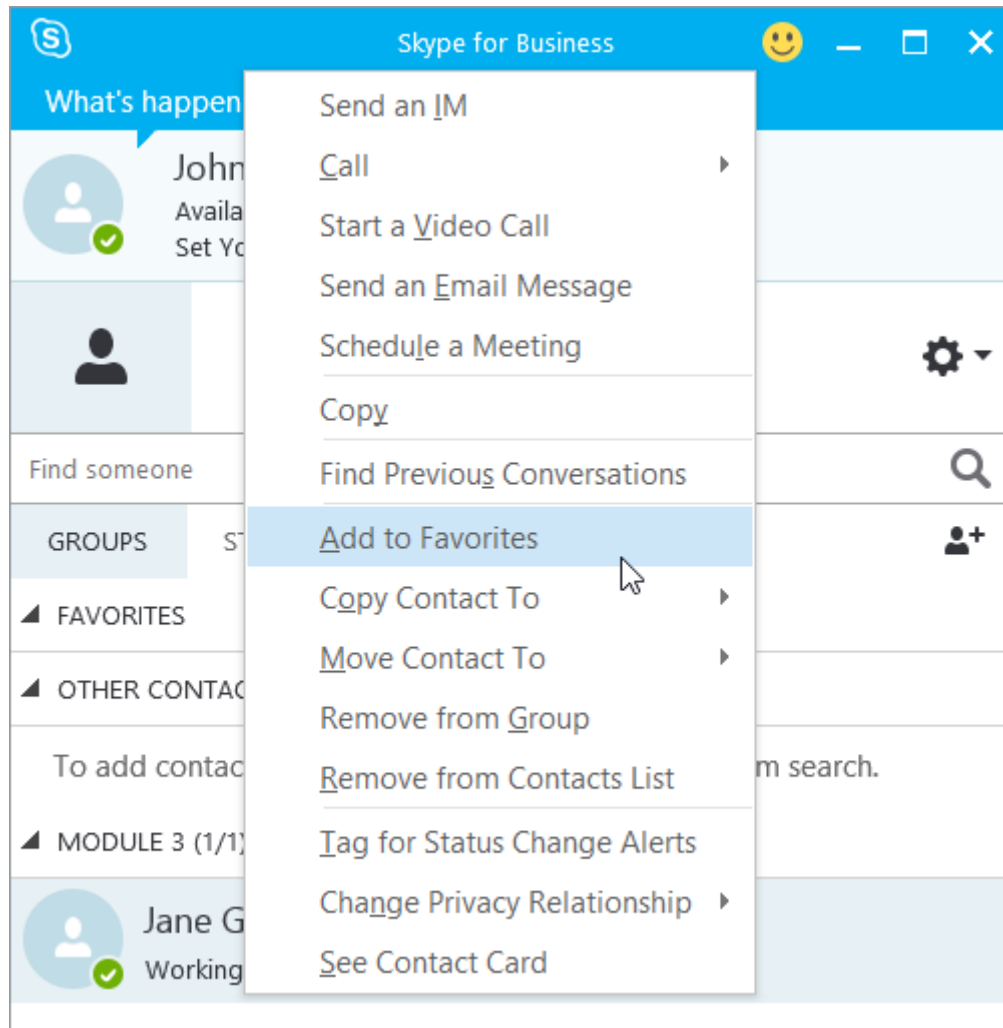 Skype for Business
What's happen
Send an IM
John
Call
Availa
Start a Video Call
Set Yo
Send an Email Message
Schedule a Meeting
Copy
Find someone
Find Previous Conversations
GROUPS
Add to Favorites
Copy Contact To
FAVORITES
Move Contact To
OTHER CONTAC
Remove from Group
To add contac
m search.
Remove from Contacts List
MODULE 3 (1/1)
Tag for Status Change Alerts
Jane G
Change Privacy Relationship
Working
See Contact Card